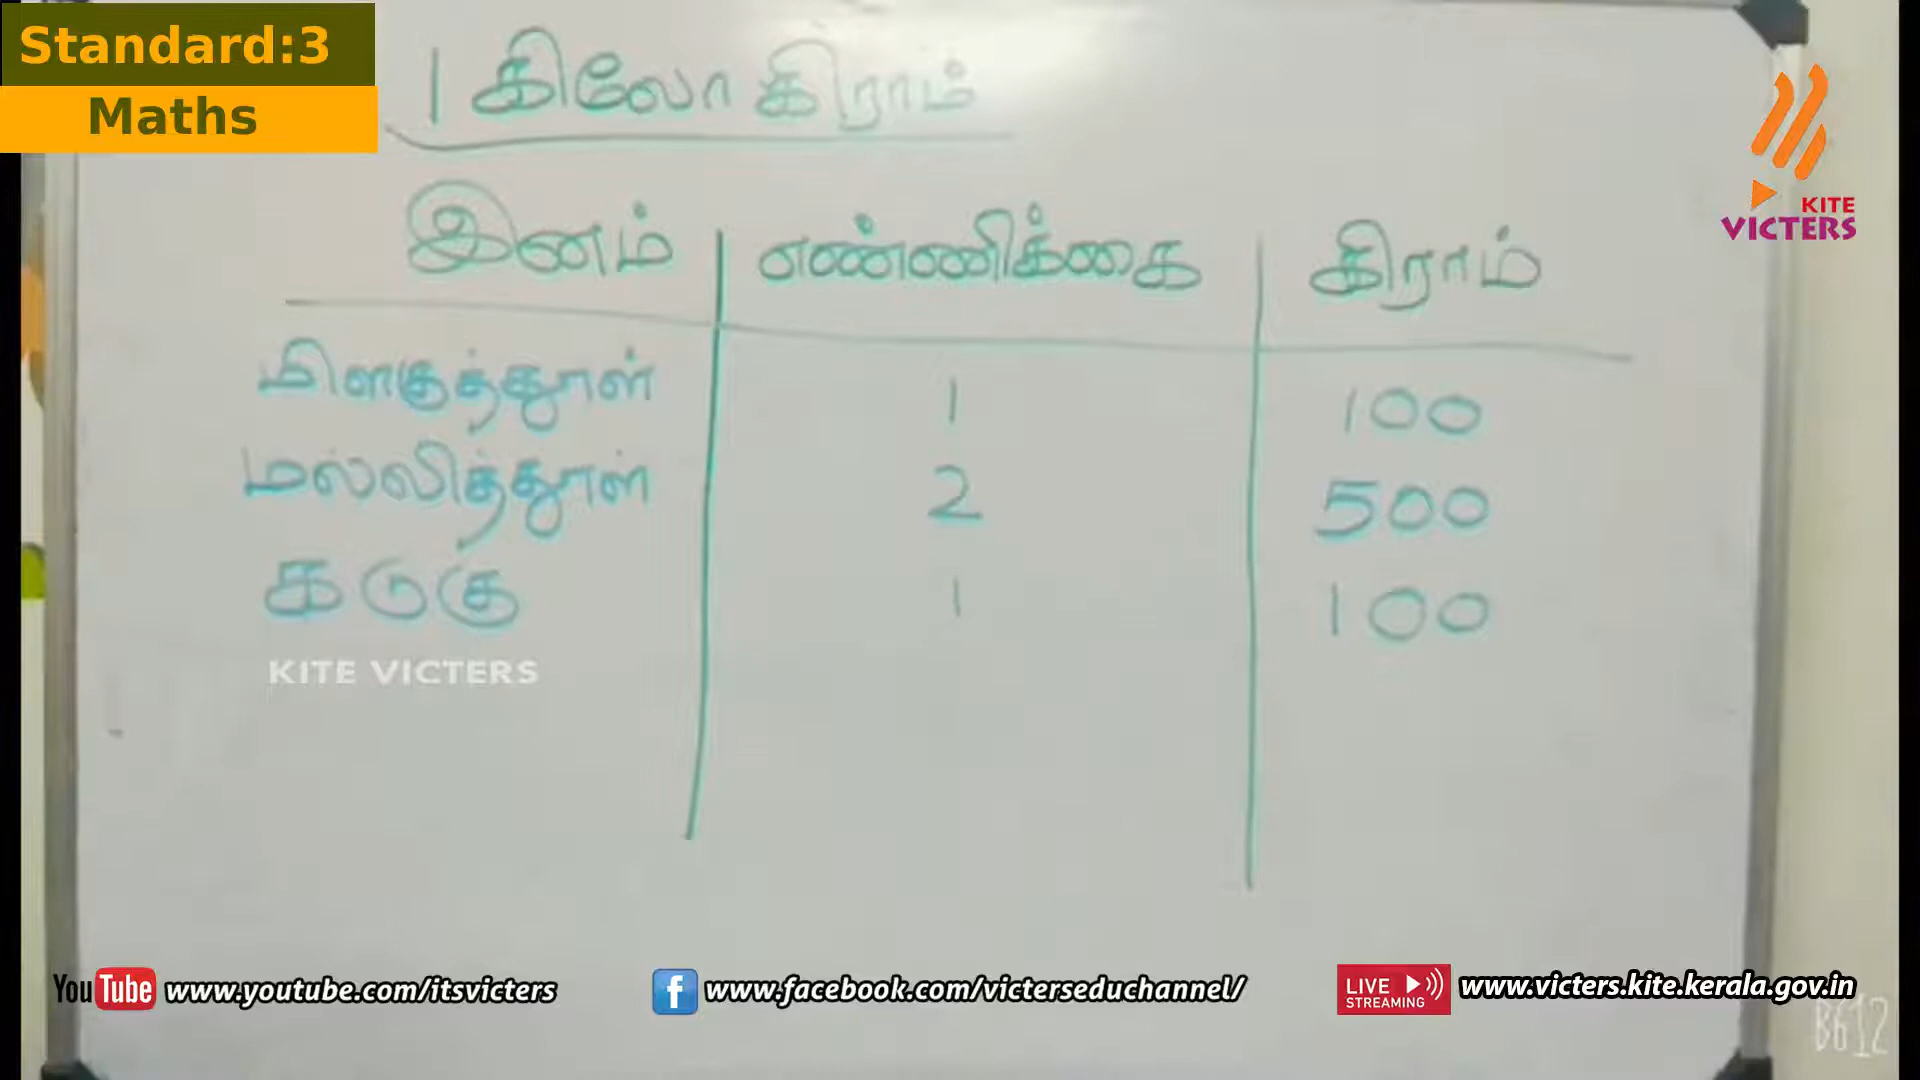 Standard:3
Maths
1 கிலோ கிராம்
KITE
VICTERS
இனம் எண்ணிக்கை கிராம்
மிளகுத்தூள் 1 100
மல்லித்தூள் 2 500
கடுகு 1 100
KITE VICTERS
YouTube www.youtube.com/itsvicters
f www.facebook.com/victerseduchannel/
LIVE STREAMING www.victers.kite.kerala.gov.in
B612